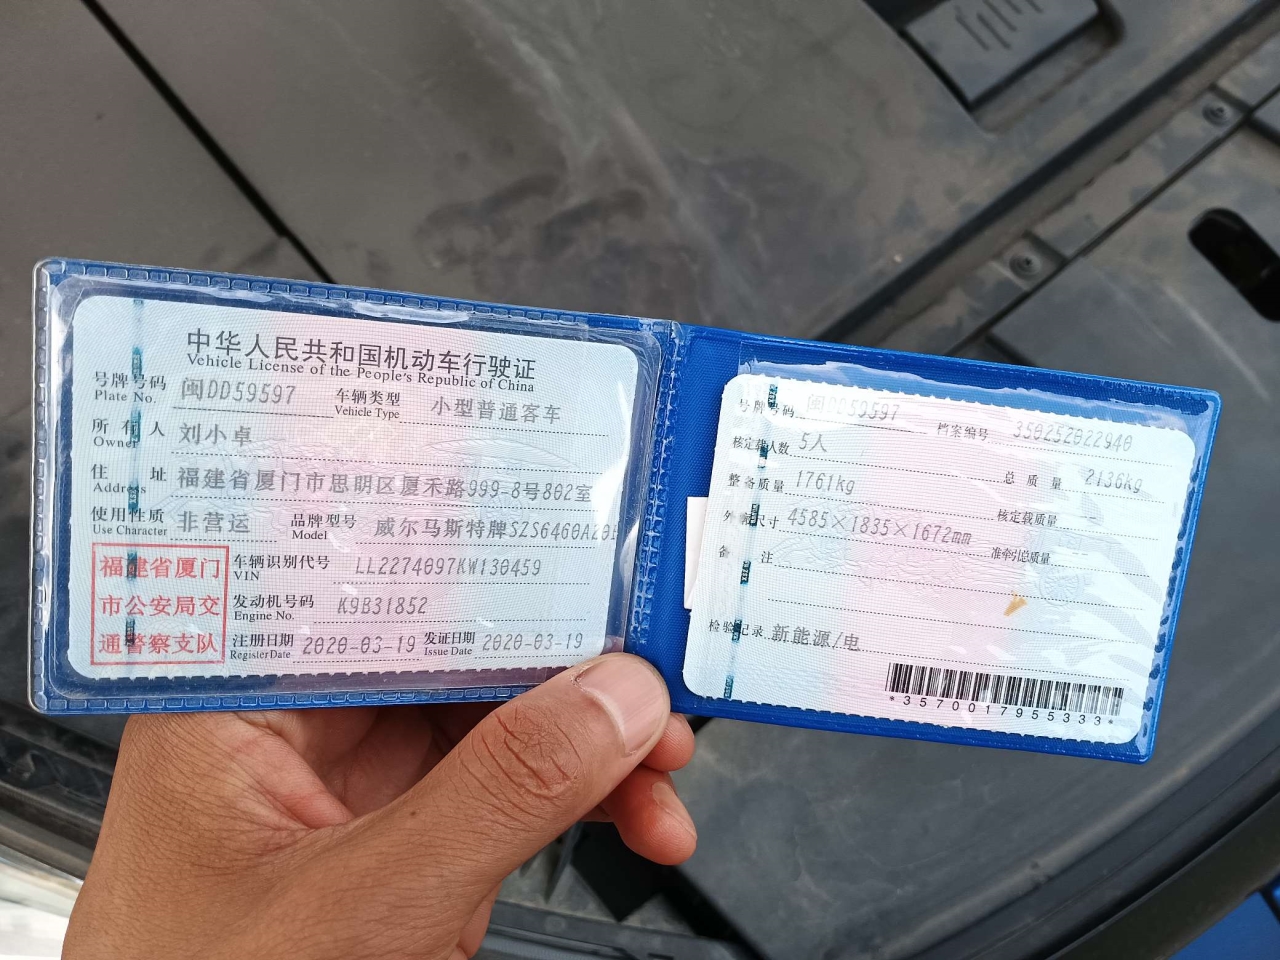 中华人民共和国机动车行驶证
Vehicle License of the People's Republic of China
号牌号码 闽DD59597 车辆类型 小型普通客车
Plate No. Vehicle Type
所有人 刘小卓
Owner
住址 福建省厦门市思明区厦禾路999-8号802室
Address
使用性质 非营运 品牌型号 威尔马斯特牌SZS6460A
Use Character Model
福建省厦门市公安局交通警察支队
车辆识别代号 LL2274097KW130459
VIN
发动机号码 K9B31852
Engine No.
注册日期 2020-03-19 发证日期 2020-03-19
Register Date Issue Date
号牌号码 闽DD59597 档案编号 350252022940
核定载人数 5人 总质量 2136kg
整备质量 1761kg 核定载质量
外廓尺寸 4585×1835×1672mm 准牵引总质量
备注
检验记录 新能源/电
*3570017955333*